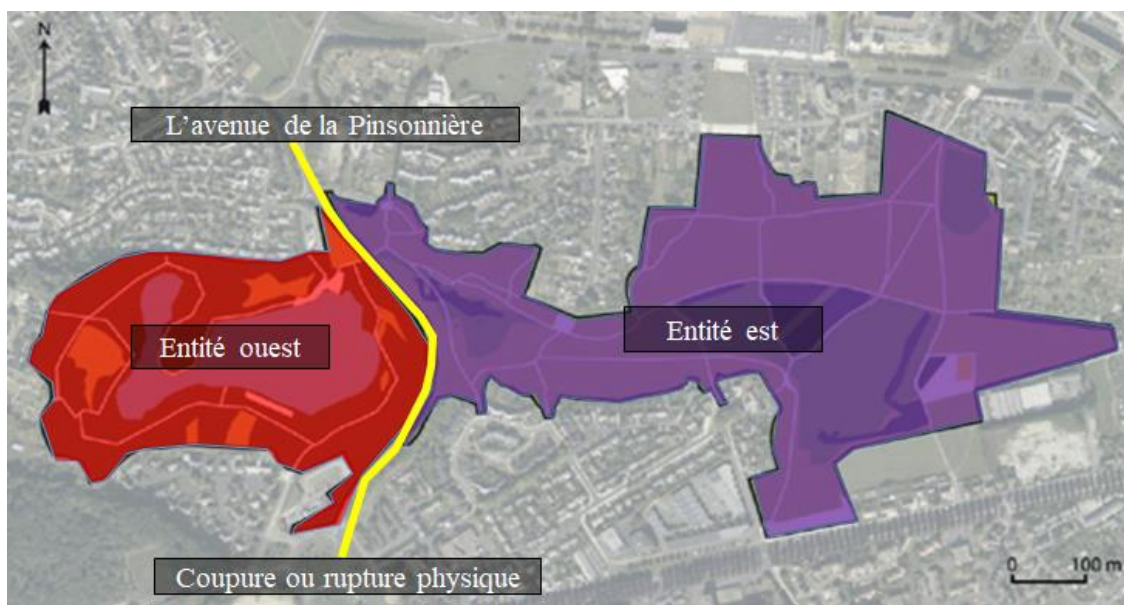 N
L’avenue de la Pinsonnière
Entité ouest
Entité est
Coupure ou rupture physique
0 100 m